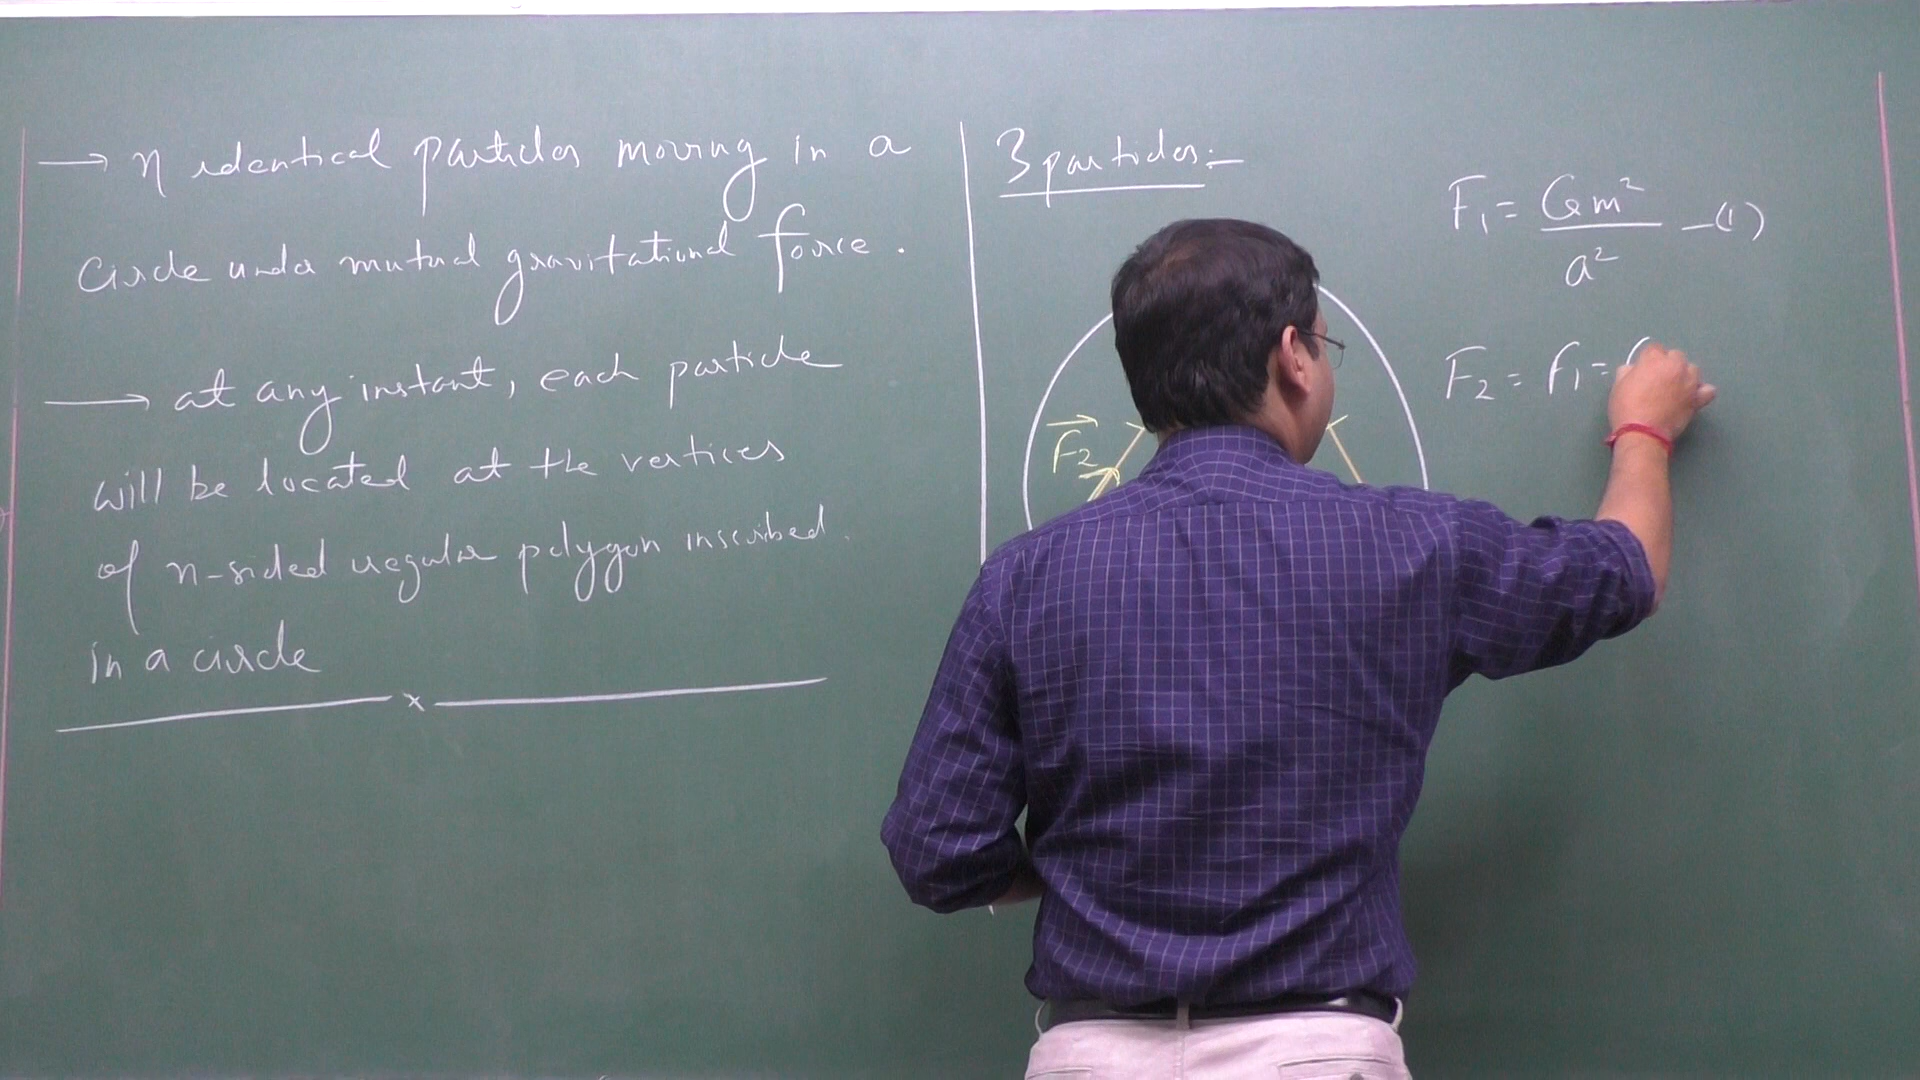 → n identical particles moving in a
circle under mutual gravitational force.
→ at any instant, each particle
will be located at the vertices
of n-sided regular polygon inscribed.
in a circle
x
3 particles:-
F₂
F₁ = Gm²/a² —(1)
F₂ = F₁ =